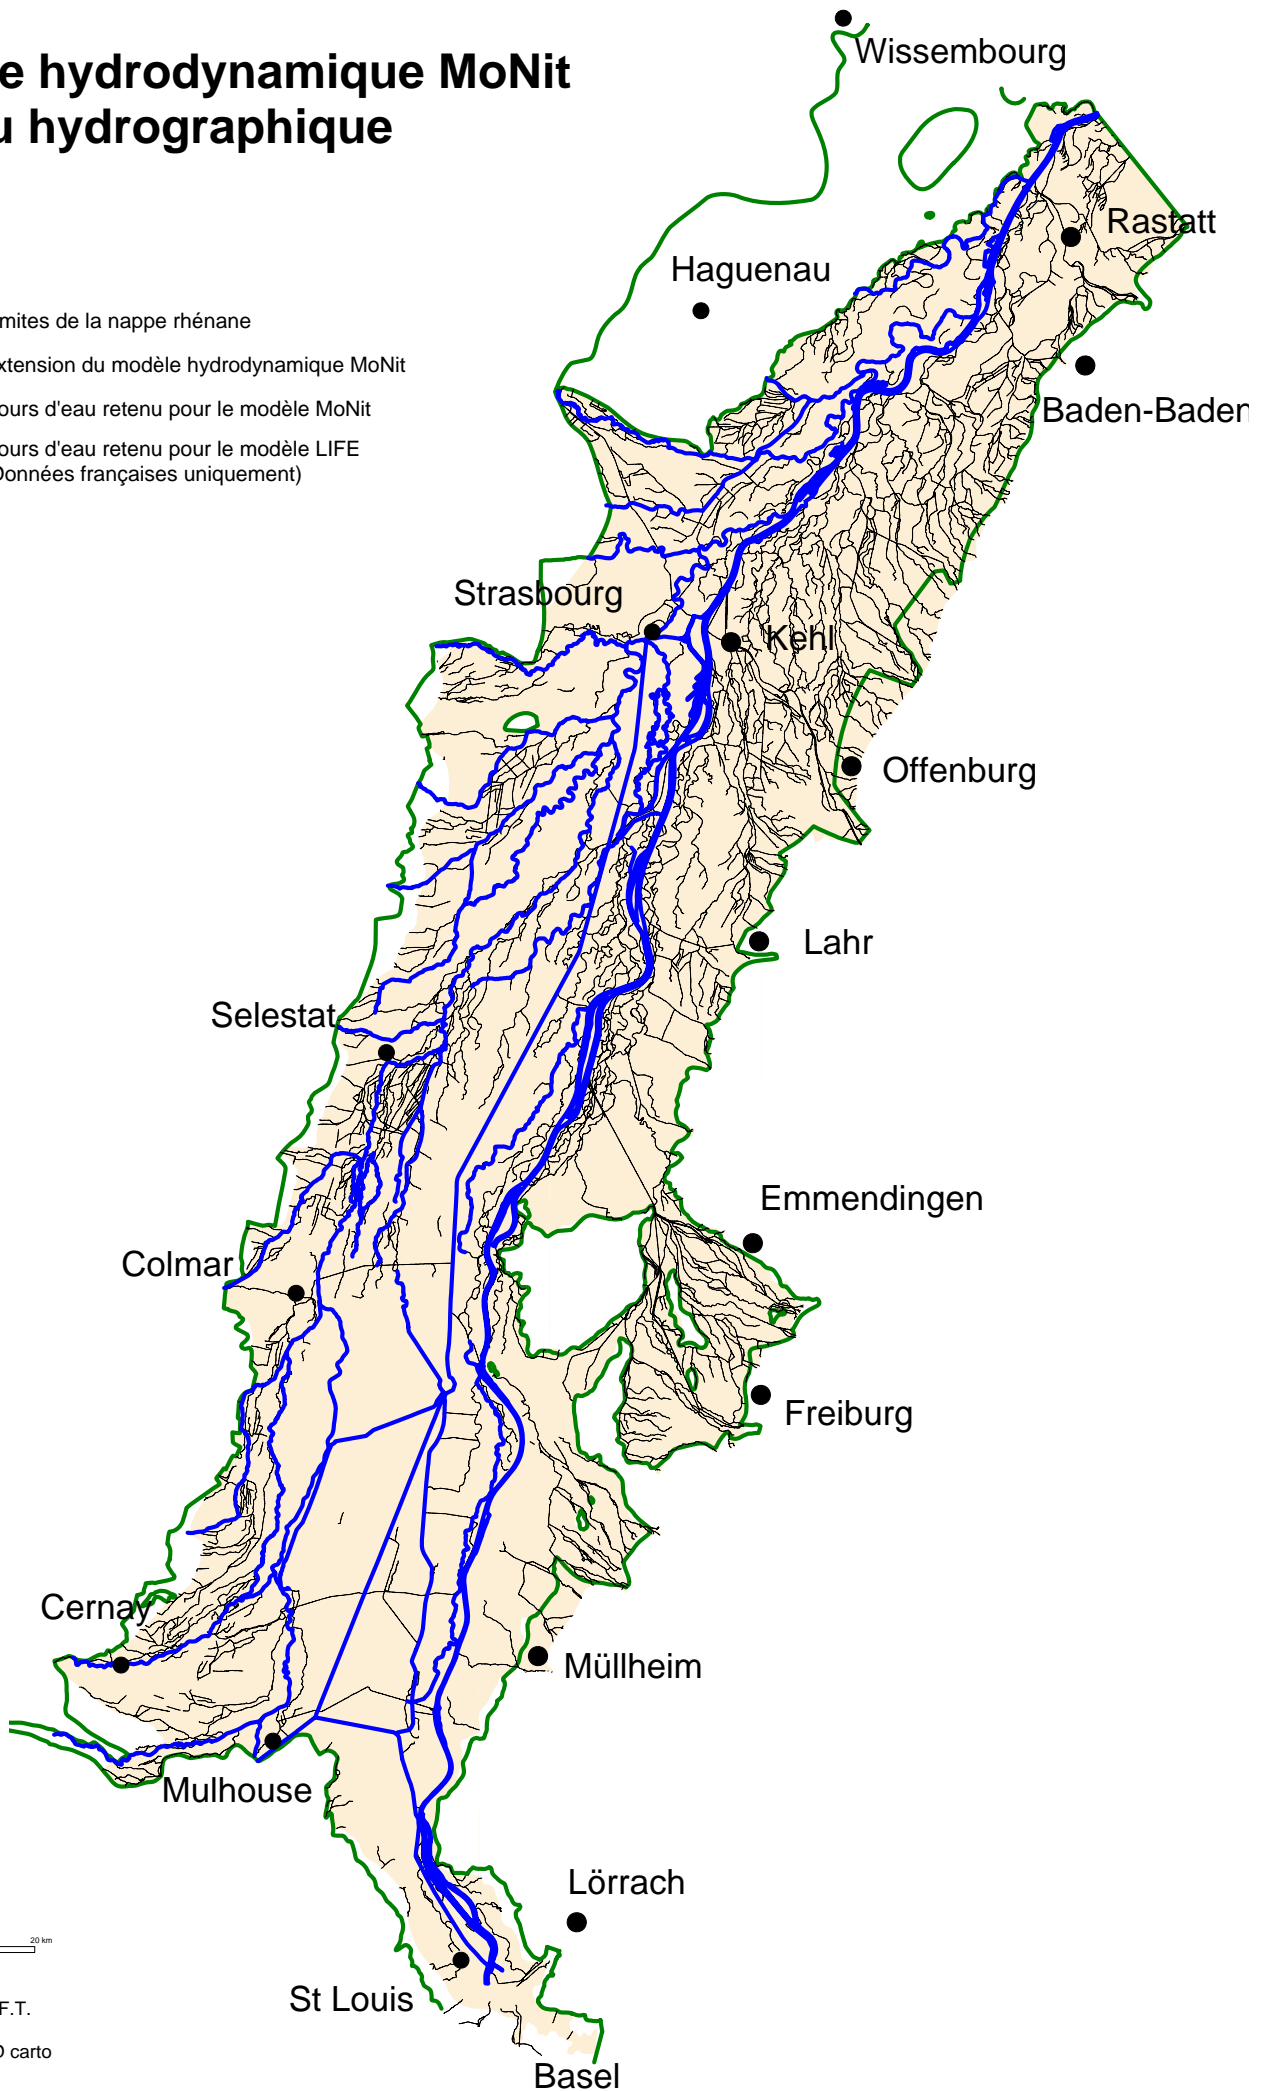 e hydrodynamique MoNit
u hydrographique
Wissembourg
Rastatt
Haguenau
mites de la nappe rhénane
xtension du modèle hydrodynamique MoNit
Baden-Baden
ours d'eau retenu pour le modèle MoNit
ours d'eau retenu pour le modèle LIFE
Données françaises uniquement)
Strasbourg
Kehl
Offenburg
Lahr
Selestat
Emmendingen
Colmar
Freiburg
Cernay
Müllheim
Mulhouse
Lörrach
20 km
St Louis
F.T.
O carto
Basel